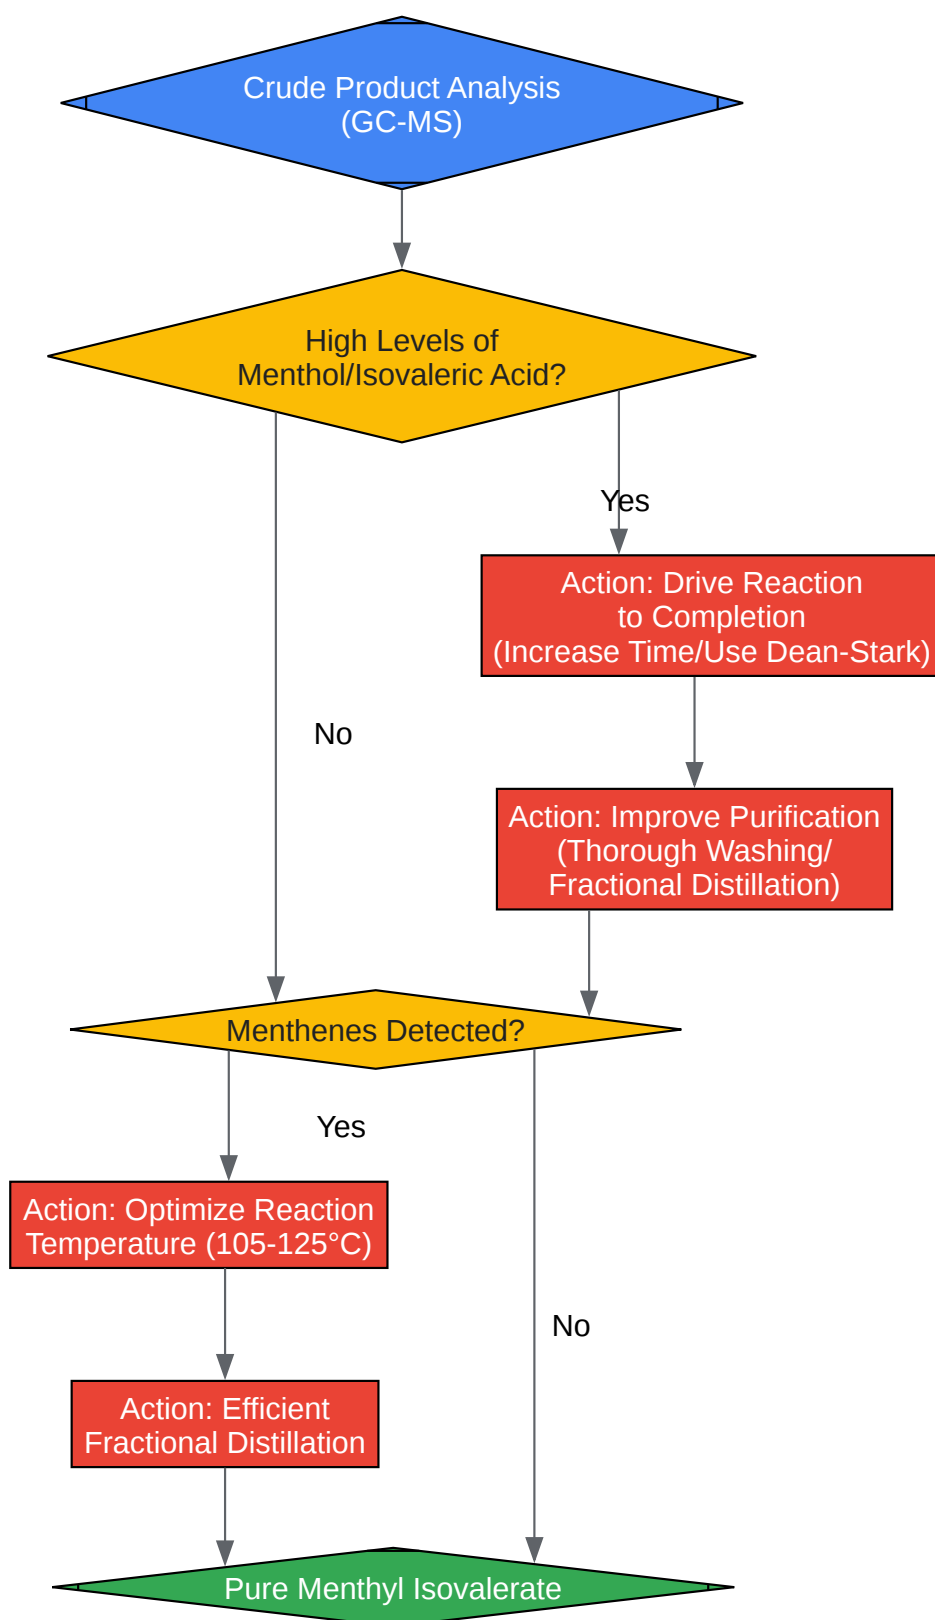 Crude Product Analysis
(GC-MS)
High Levels of
Menthol/Isovaleric Acid?
Yes
Action: Drive Reaction
to Completion
(Increase Time/Use Dean-Stark)
No
Action: Improve Purification
(Thorough Washing/
Fractional Distillation)
Menthenes Detected?
Yes
Action: Optimize Reaction
Temperature (105-125°C)
No
Action: Efficient
Fractional Distillation
Pure Menthyl Isovalerate